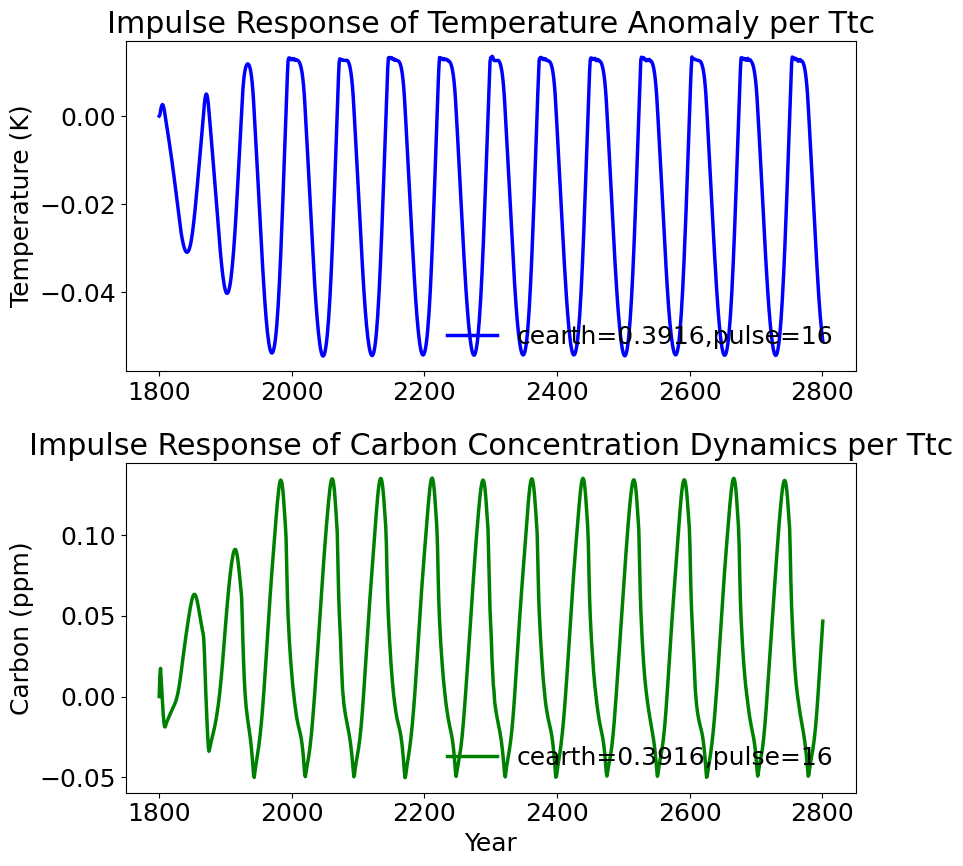 Impulse Response of Temperature Anomaly per Ttc
Temperature (K)
0.00
−0.02
−0.04
cearth=0.3916,pulse=16
1800 2000 2200 2400 2600 2800
Impulse Response of Carbon Concentration Dynamics per Ttc
Carbon (ppm)
0.10
0.05
0.00
−0.05
cearth=0.3916,pulse=16
1800 2000 2200 2400 2600 2800
Year